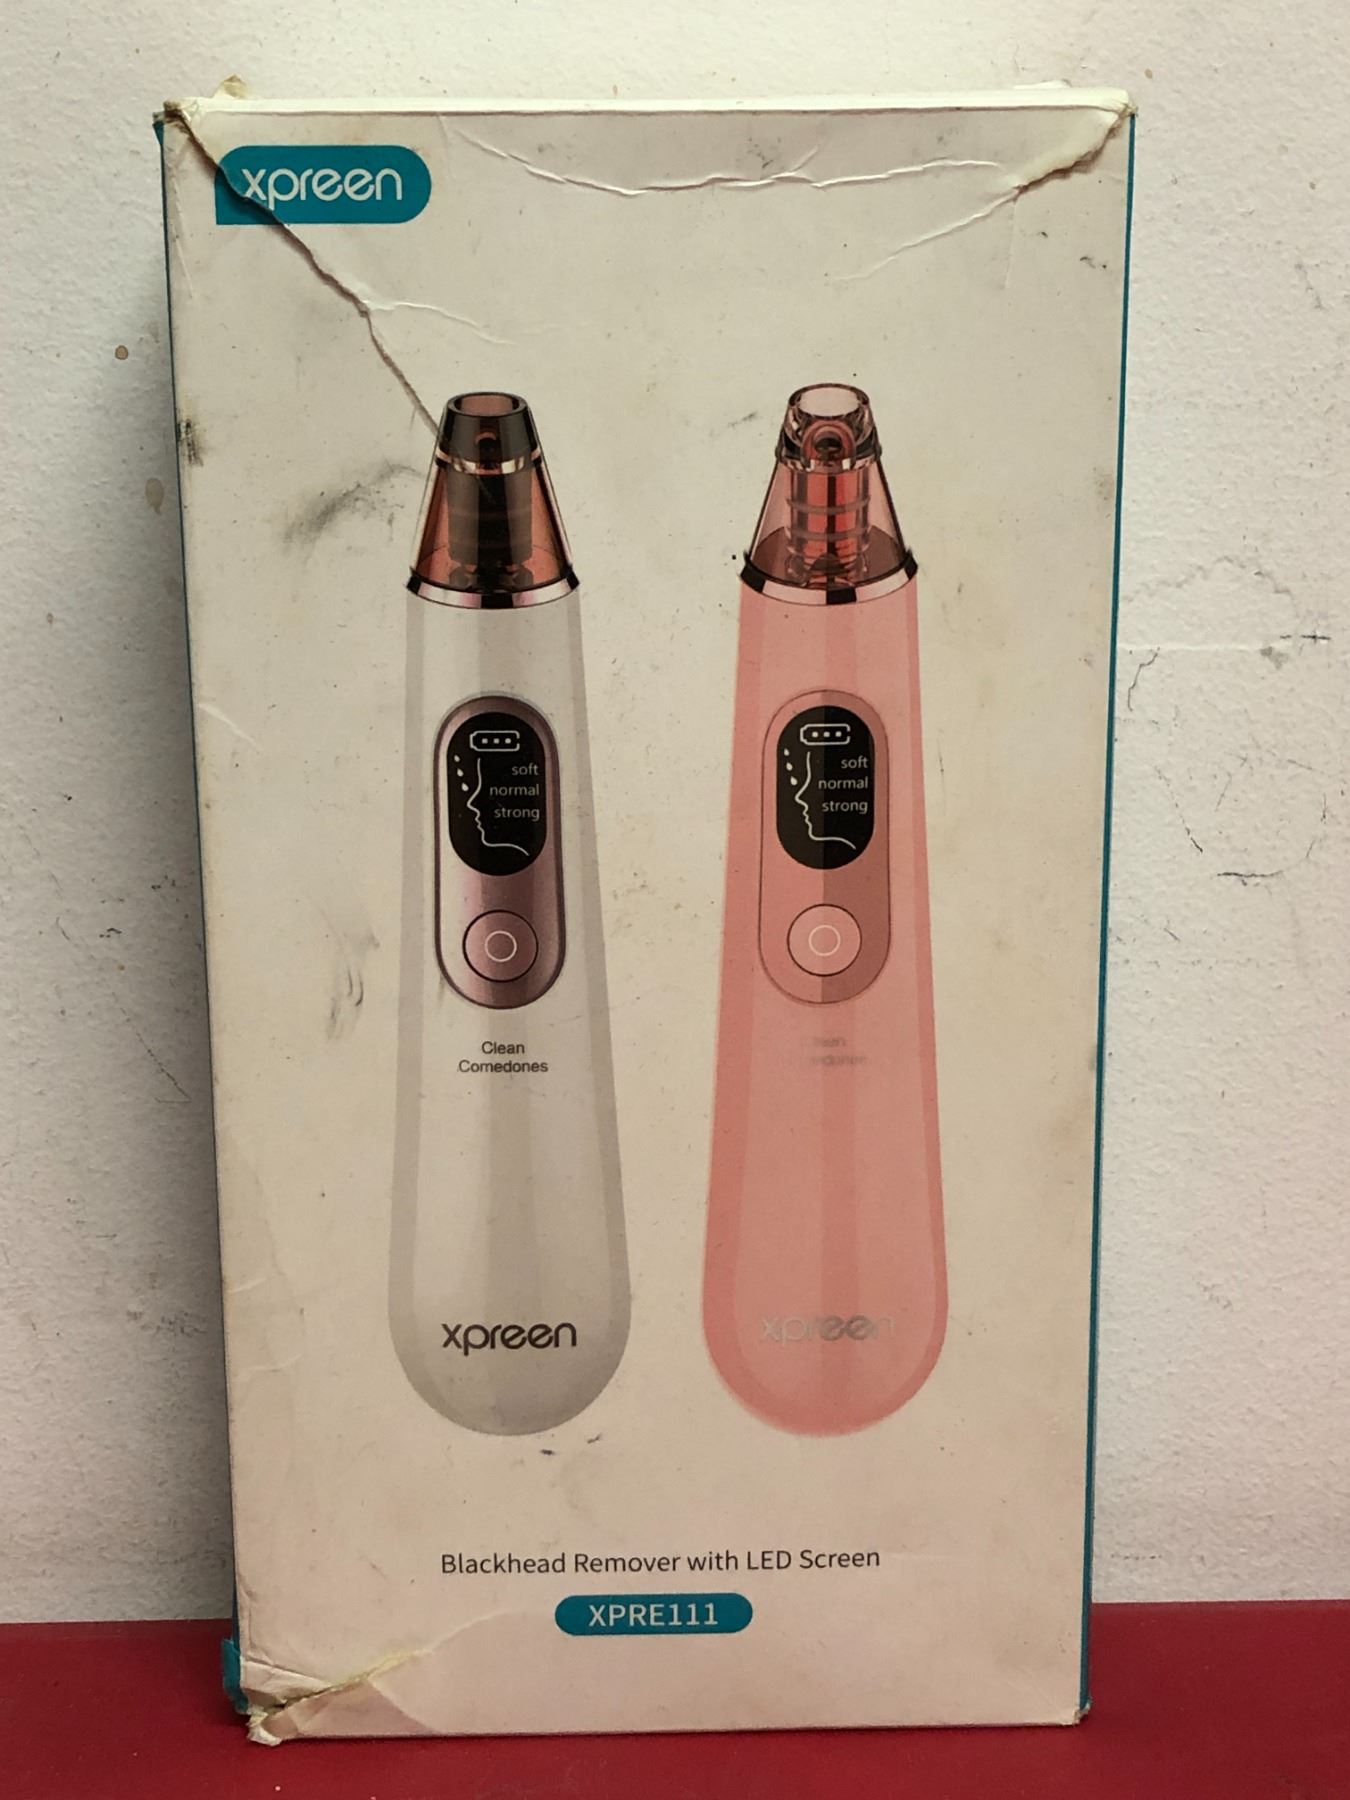 xpreen
soft
normal
strong
soft
normal
strong
Clean
Comedones
xpreen
xpreen
Blackhead Remover with LED Screen
XPRE111